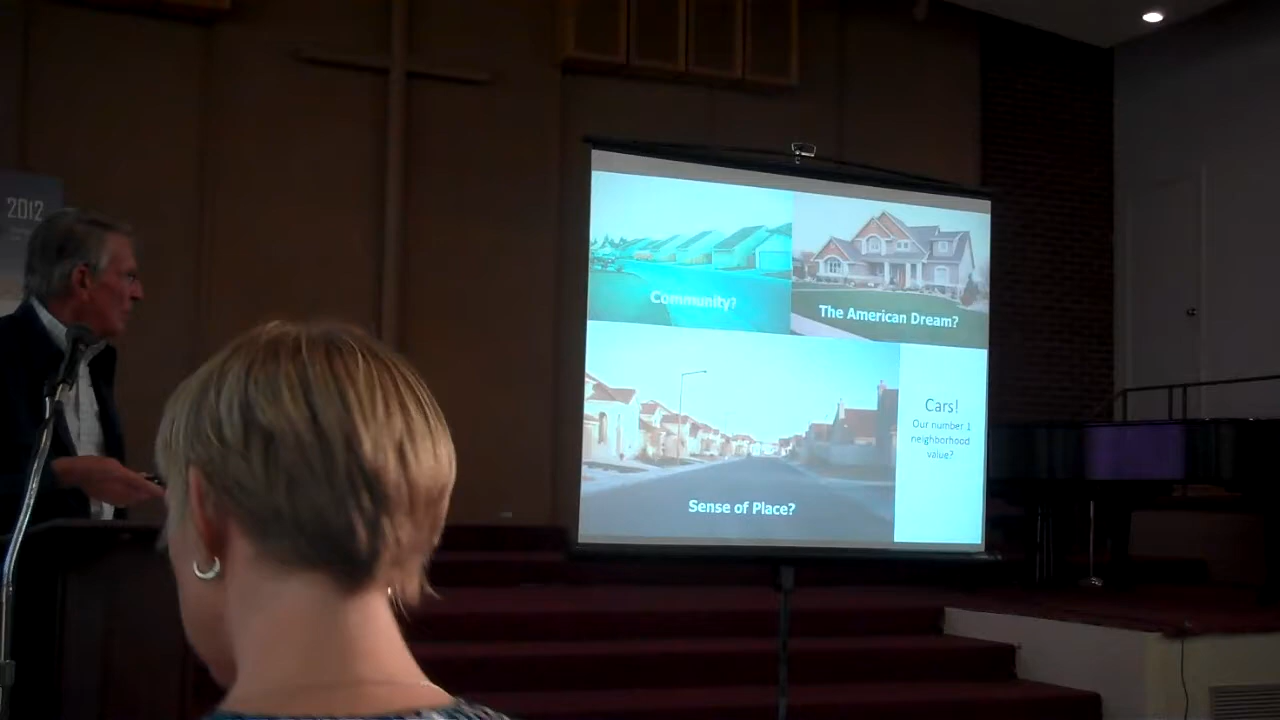 2012
Community?
The American Dream?
Sense of Place?
Cars!
Our number 1
neighborhood
value?